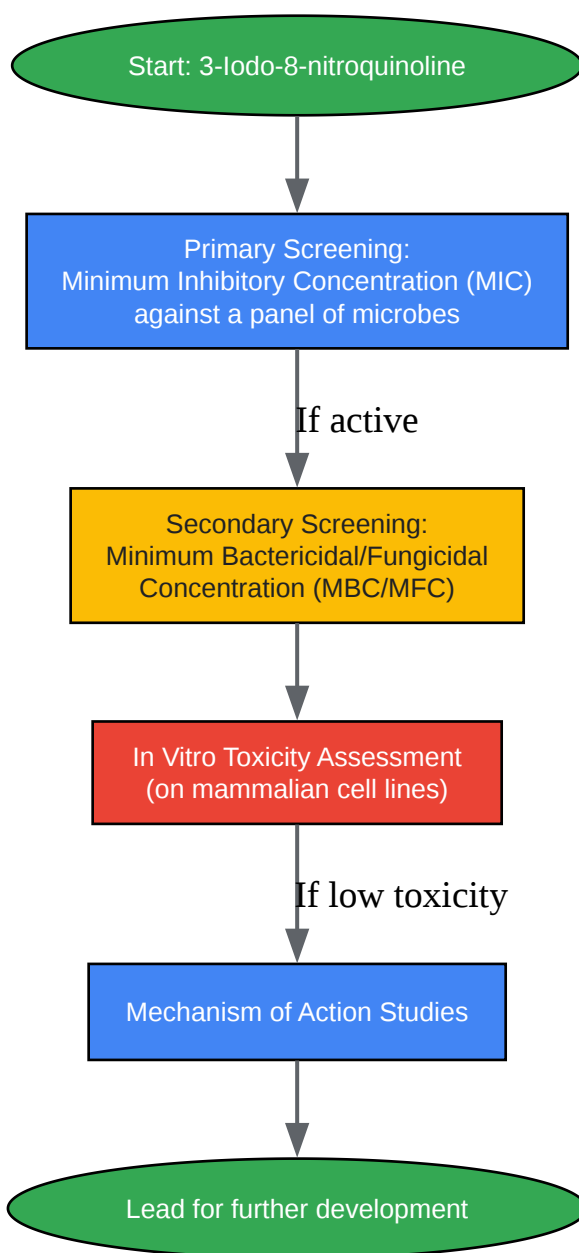 Start: 3-Iodo-8-nitroquinoline
Primary Screening:
Minimum Inhibitory Concentration (MIC)
against a panel of microbes
If active
Secondary Screening:
Minimum Bactericidal/Fungicidal
Concentration (MBC/MFC)
In Vitro Toxicity Assessment
(on mammalian cell lines)
If low toxicity
Mechanism of Action Studies
Lead for further development